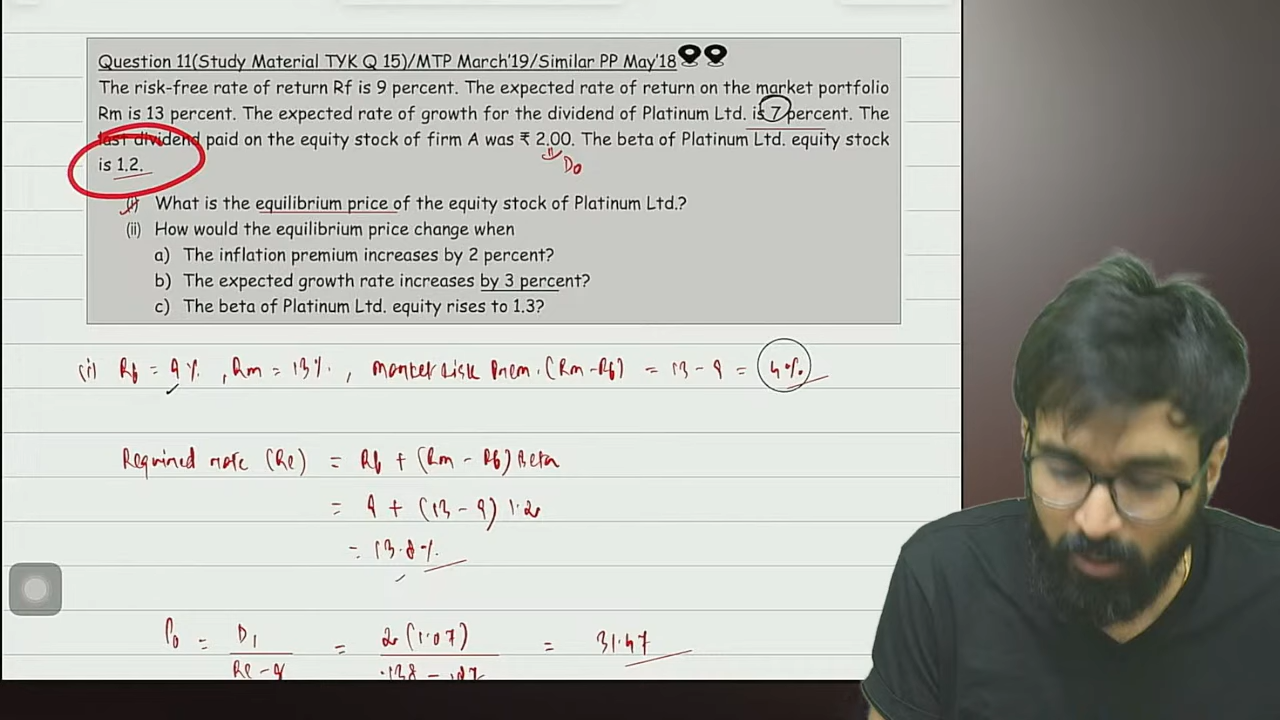 Question 11(Study Material TYK Q 15)/MTP March'19/Similar PP May'18
The risk-free rate of return Rf is 9 percent. The expected rate of return on the market portfolio
Rm is 13 percent. The expected rate of growth for the dividend of Platinum Ltd. is 7 percent. The
last dividend paid on the equity stock of firm A was ₹ 2.00. The beta of Platinum Ltd. equity stock
D₀
is 1.2.
(i) What is the equilibrium price of the equity stock of Platinum Ltd.?
(ii) How would the equilibrium price change when
a) The inflation premium increases by 2 percent?
b) The expected growth rate increases by 3 percent?
c) The beta of Platinum Ltd. equity rises to 1.3?
(i) Rf = 9%, Rm = 13%, Market Risk Prem. (Rm-Rf) = 13 - 9 = 4%
Required rate (Re) = Rf + (Rm - Rf) Beta
= 9 + (13 - 9) 1.2
= 13.8%
P₀ = D₁ = 2(1.07) = 31.47
Re - g .138 - .07